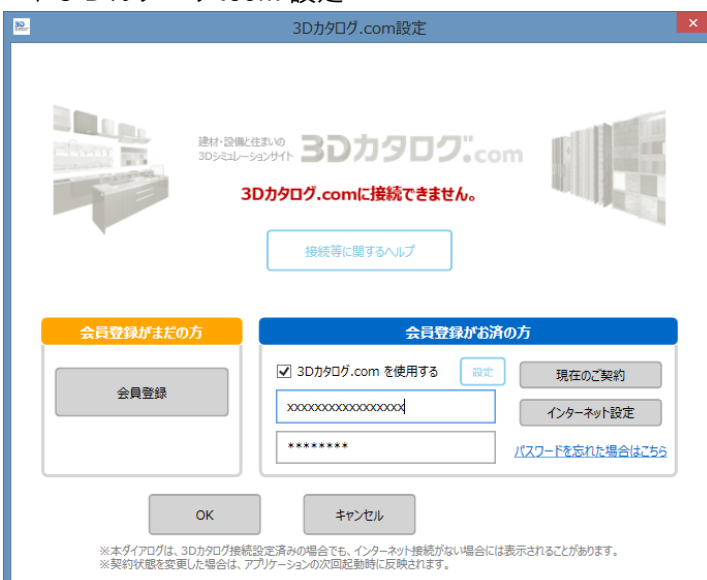 3Dカタログ.com設定
建材・設備と住まいの
3Dシミュレーションサイト 3Dカタログ.com
3Dカタログ.comに接続できません。
接続等に関するヘルプ
会員登録がまだの方
会員登録
会員登録がお済の方
3Dカタログ.com を使用する
設定
現在のご契約
xxxxxxxxxxxxxxxxx
インターネット設定
********
パスワードを忘れた場合はこちら
OK
キャンセル
※本ダイアログは、3Dカタログ接続設定済みの場合でも、インターネット接続がない場合には表示されることがあります。
※契約状態を変更した場合は、アプリケーションの次回起動時に反映されます。